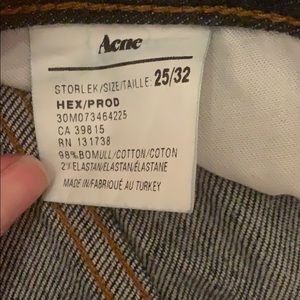 Acne
STORLEK/SIZE/TAILLE: 25/32
HEX/PROD
30M073464225
CA 39815
RN 131738
98% BOMULL/COTTON/COTON
2% ELASTAN/ELASTANE/ÉLASTANE
MADE IN/FABRIQUÉ AU TURKEY